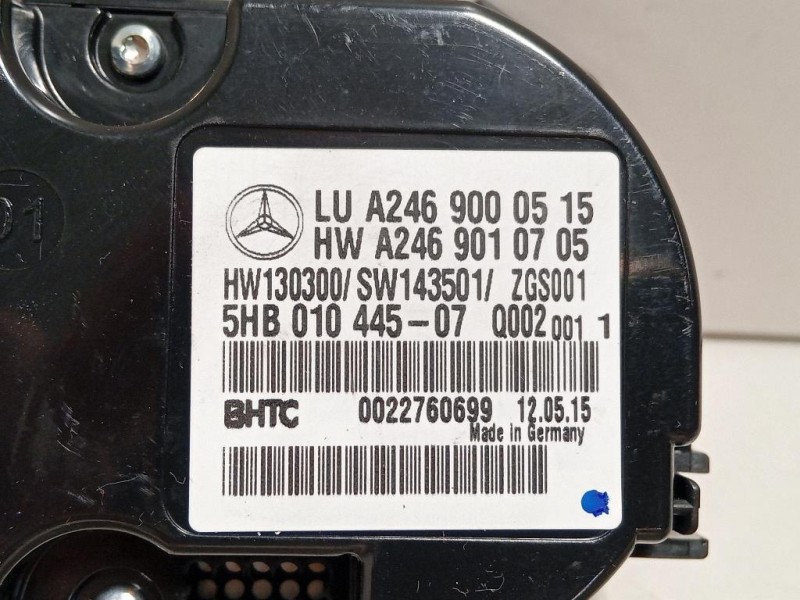 LU A246 900 05 15
HW A246 901 07 05
HW130300/ SW143501/ ZGS001
5HB 010 445-07 Q002 001 1
BHTC 0022760699 12.05.15
Made in Germany